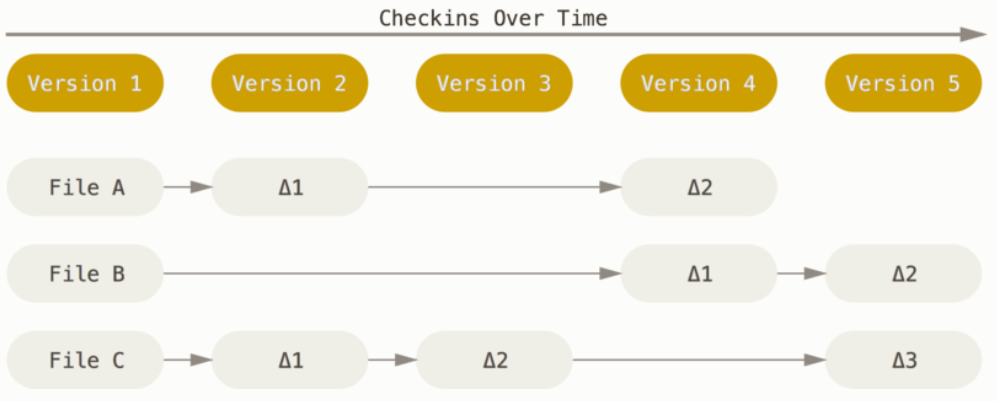 Checkins Over Time
Version 1 Version 2 Version 3 Version 4 Version 5
File A Δ1 Δ2
File B Δ1 Δ2
File C Δ1 Δ2 Δ3